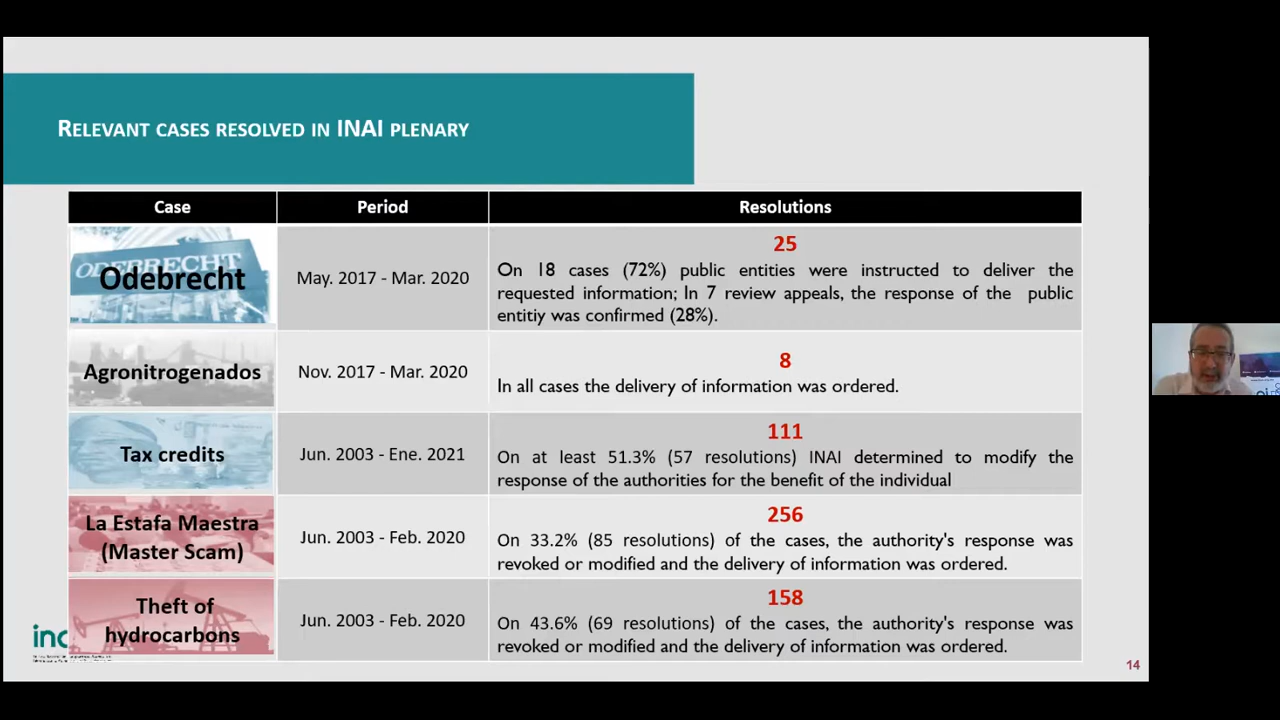 RELEVANT CASES RESOLVED IN INAI PLENARY
Case
Period
Resolutions
ODEBRECHT
Odebrecht
May. 2017 - Mar. 2020
25
On 18 cases (72%) public entities were instructed to deliver the
requested information; In 7 review appeals, the response of the public
entitiy was confirmed (28%).
Agronitrogenados
Nov. 2017 - Mar. 2020
8
In all cases the delivery of information was ordered.
Tax credits
Jun. 2003 - Ene. 2021
111
On at least 51.3% (57 resolutions) INAI determined to modify the
response of the authorities for the benefit of the individual
La Estafa Maestra
(Master Scam)
Jun. 2003 - Feb. 2020
256
On 33.2% (85 resolutions) of the cases, the authority's response was
revoked or modified and the delivery of information was ordered.
Theft of
hydrocarbons
Jun. 2003 - Feb. 2020
158
On 43.6% (69 resolutions) of the cases, the authority's response was
revoked or modified and the delivery of information was ordered.
14